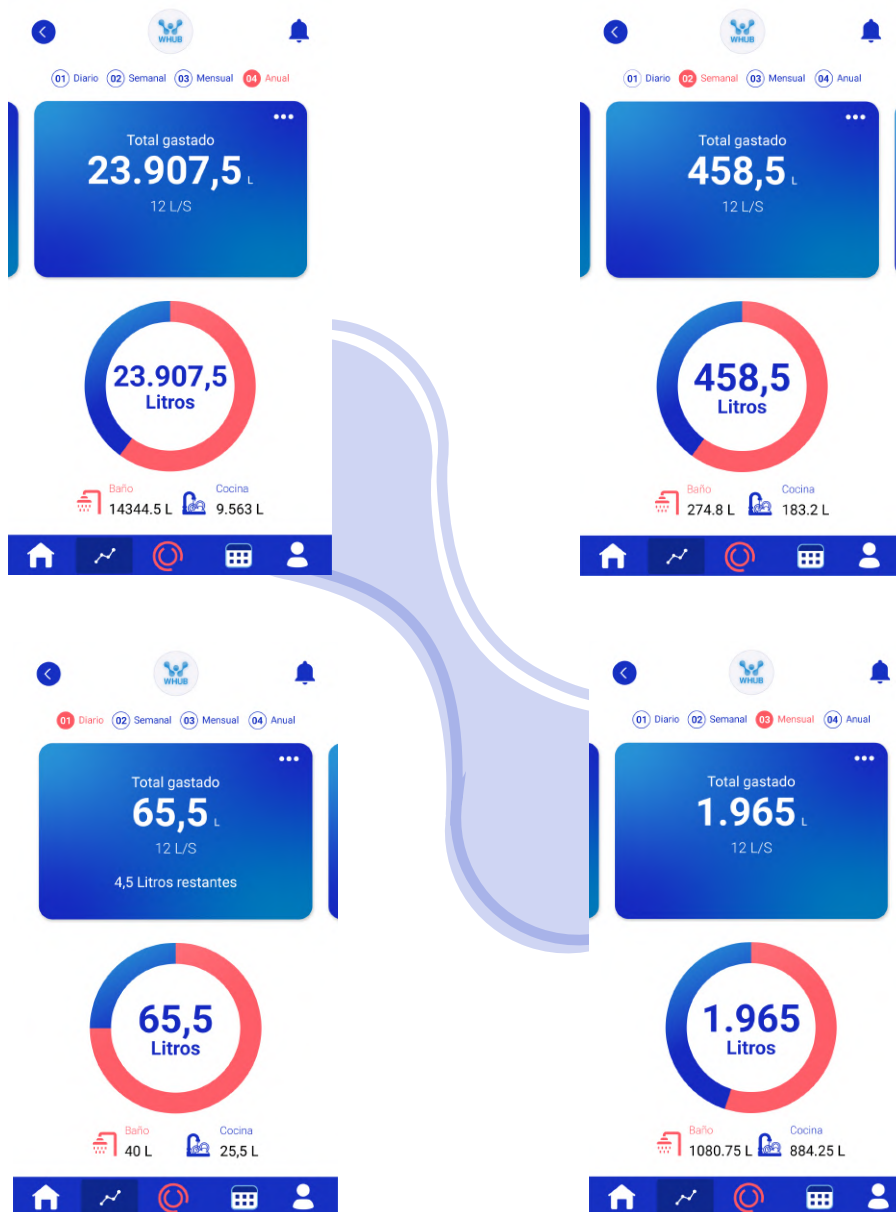 WHUB
01 Diario 02 Semanal 03 Mensual 04 Anual
Total gastado
23.907,5 L
12 L/S
23.907,5
Litros
Baño
14344.5 L
Cocina
9.563 L
WHUB
01 Diario 02 Semanal 03 Mensual 04 Anual
Total gastado
458,5 L
12 L/S
458,5
Litros
Baño
274.8 L
Cocina
183.2 L
WHUB
01 Diario 02 Semanal 03 Mensual 04 Anual
Total gastado
65,5 L
12 L/S
4,5 Litros restantes
65,5
Litros
Baño
40 L
Cocina
25,5 L
WHUB
01 Diario 02 Semanal 03 Mensual 04 Anual
Total gastado
1.965 L
12 L/S
1.965
Litros
Baño
1080.75 L
Cocina
884.25 L